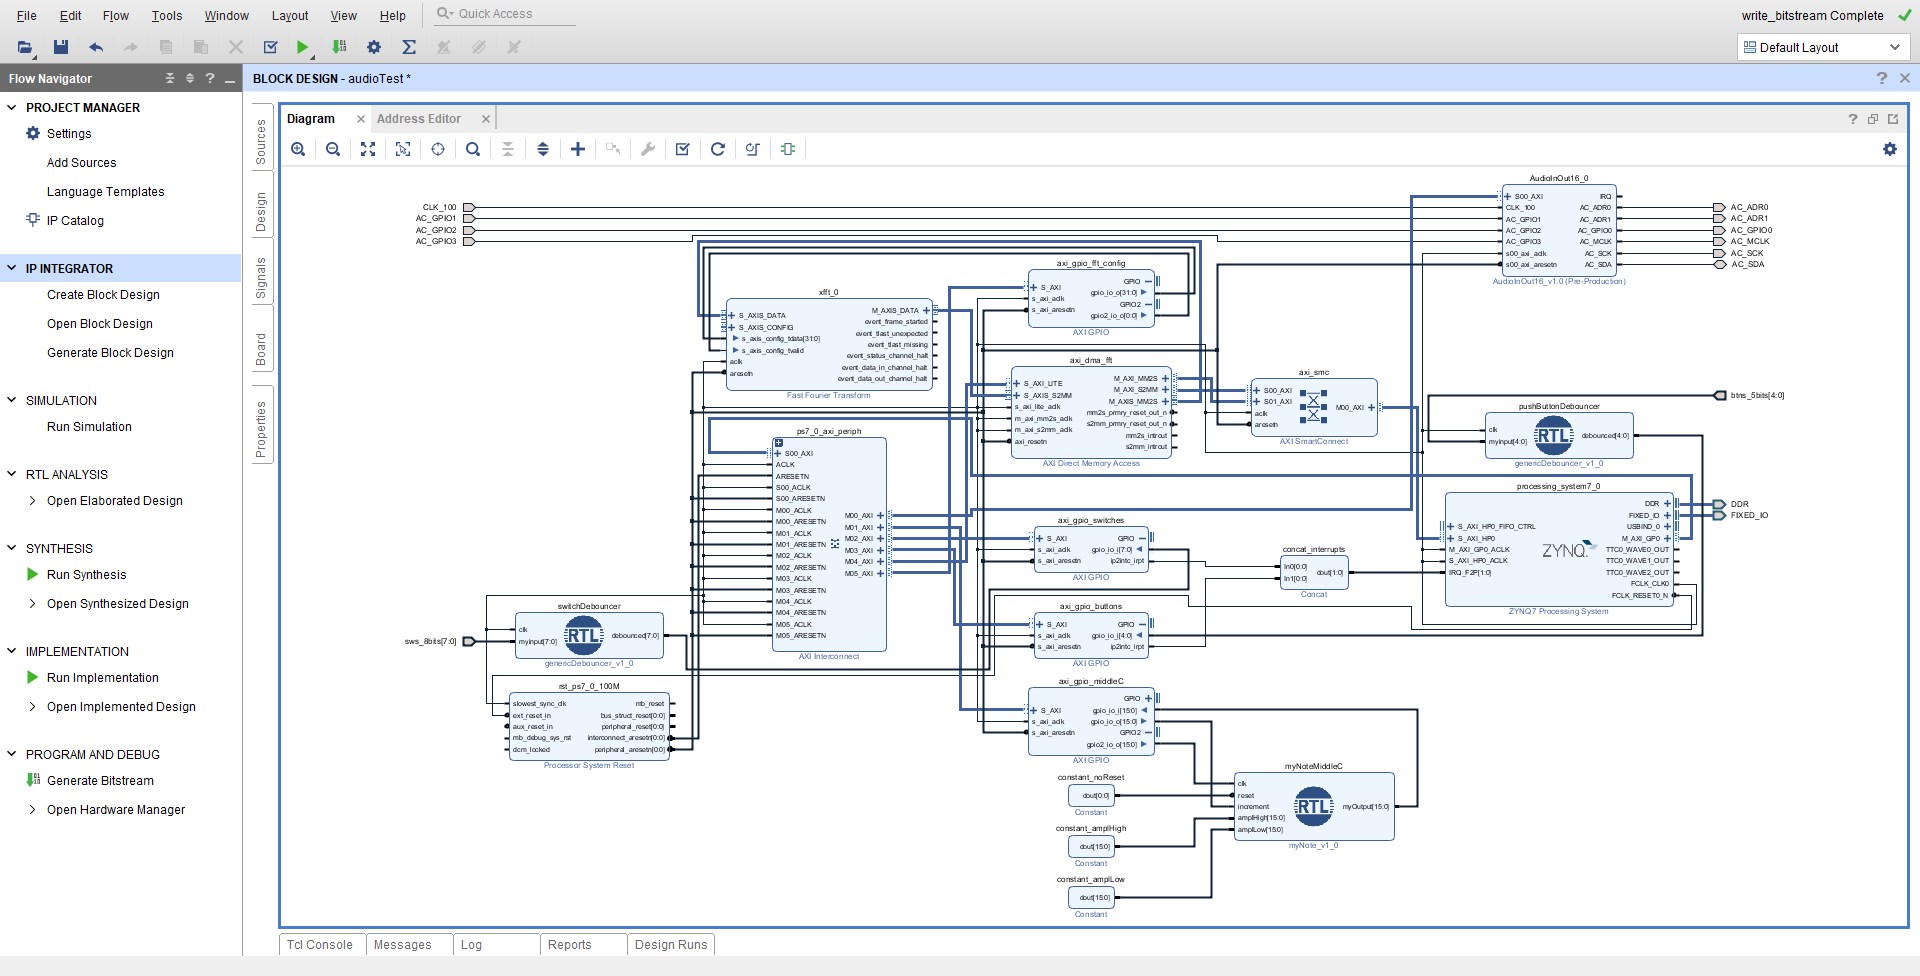 File Edit Flow Tools Window Layout View Help Quick Access
write_bitstream Complete
Default Layout
Flow Navigator
PROJECT MANAGER
Settings
Add Sources
Language Templates
IP Catalog
IP INTEGRATOR
Create Block Design
Open Block Design
Generate Block Design
SIMULATION
Run Simulation
RTL ANALYSIS
Open Elaborated Design
SYNTHESIS
Run Synthesis
Open Synthesized Design
IMPLEMENTATION
Run Implementation
Open Implemented Design
PROGRAM AND DEBUG
Generate Bitstream
Open Hardware Manager
BLOCK DESIGN - audioTest *
Sources
Design
Signals
Board
Properties
Diagram
Address Editor
CLK_100
AC_GPIO1
AC_GPIO2
AC_GPIO3
AudioInOut16_0
S00_AXI
CLK_100
AC_GPIO1
AC_GPIO2
AC_GPIO3
s00_axi_aclk
s00_axi_aresetn
IRQ
AC_ADR0
AC_ADR1
AC_GPIO0
AC_MCLK
AC_SCK
AC_SDA
AudioInOut16_v1.0 (Pre-Production)
AC_ADR0
AC_ADR1
AC_GPIO0
AC_MCLK
AC_SCK
AC_SDA
axi_gpio_fft_config
S_AXI
s_axi_aclk
s_axi_aresetn
GPIO
gpio_io_o[31:0]
GPIO2
gpio2_io_o[0:0]
AXI GPIO
xfft_0
S_AXIS_DATA
S_AXIS_CONFIG
s_axis_config_tdata[31:0]
s_axis_config_tvalid
aclk
aresetn
M_AXIS_DATA
event_frame_started
event_tlast_unexpected
event_tlast_missing
event_status_channel_halt
event_data_in_channel_halt
event_data_out_channel_halt
Fast Fourier Transform
axi_dma_fft
S_AXI_LITE
S_AXIS_S2MM
s_axi_lite_aclk
m_axi_mm2s_aclk
m_axi_s2mm_aclk
axi_resetn
M_AXI_MM2S
M_AXI_S2MM
M_AXIS_MM2S
mm2s_prmry_reset_out_n
s2mm_prmry_reset_out_n
mm2s_introut
s2mm_introut
AXI Direct Memory Access
axi_smc
S00_AXI
S01_AXI
aclk
aresetn
M00_AXI
AXI SmartConnect
btns_5bits[4:0]
pushButtonDebouncer
clk
myinput[4:0]
RTL
debounced[4:0]
genericDebouncer_v1_0
ps7_0_axi_periph
S00_AXI
ACLK
ARESETN
S00_ACLK
S00_ARESETN
M00_ACLK
M00_ARESETN
M01_ACLK
M01_ARESETN
M02_ACLK
M02_ARESETN
M03_ACLK
M03_ARESETN
M04_ACLK
M04_ARESETN
M05_ACLK
M05_ARESETN
M00_AXI
M01_AXI
M02_AXI
M03_AXI
M04_AXI
M05_AXI
AXI Interconnect
processing_system7_0
S_AXI_HP0_FIFO_CTRL
S_AXI_HP0
M_AXI_GP0_ACLK
S_AXI_HP0_ACLK
IRQ_F2P[1:0]
ZYNQ
DDR
FIXED_IO
USBIND_0
M_AXI_GP0
TTC0_WAVE0_OUT
TTC0_WAVE1_OUT
TTC0_WAVE2_OUT
FCLK_CLK0
FCLK_RESET0_N
ZYNQ7 Processing System
DDR
FIXED_IO
axi_gpio_switches
S_AXI
s_axi_aclk
s_axi_aresetn
GPIO
gpio_io_i[7:0]
ip2intc_irpt
AXI GPIO
concat_interrupts
In0[0:0]
In1[0:0]
dout[1:0]
Concat
sws_8bits[7:0]
switchDebouncer
clk
myinput[7:0]
RTL
debounced[7:0]
genericDebouncer_v1_0
axi_gpio_buttons
S_AXI
s_axi_aclk
s_axi_aresetn
GPIO
gpio_io_i[4:0]
ip2intc_irpt
AXI GPIO
rst_ps7_0_100M
slowest_sync_clk
ext_reset_in
aux_reset_in
mb_debug_sys_rst
dcm_locked
mb_reset
bus_struct_reset[0:0]
peripheral_reset[0:0]
interconnect_aresetn[0:0]
peripheral_aresetn[0:0]
Processor System Reset
axi_gpio_middleC
S_AXI
s_axi_aclk
s_axi_aresetn
GPIO
gpio_io_i[15:0]
gpio_io_o[15:0]
GPIO2
gpio2_io_o[15:0]
AXI GPIO
constant_noReset
dout[0:0]
Constant
constant_amplHigh
dout[15:0]
Constant
constant_amplLow
dout[15:0]
Constant
myNoteMiddleC
clk
reset
increment
amplHigh[15:0]
amplLow[15:0]
RTL
myOutput[15:0]
myNote_v1_0
Tcl Console
Messages
Log
Reports
Design Runs